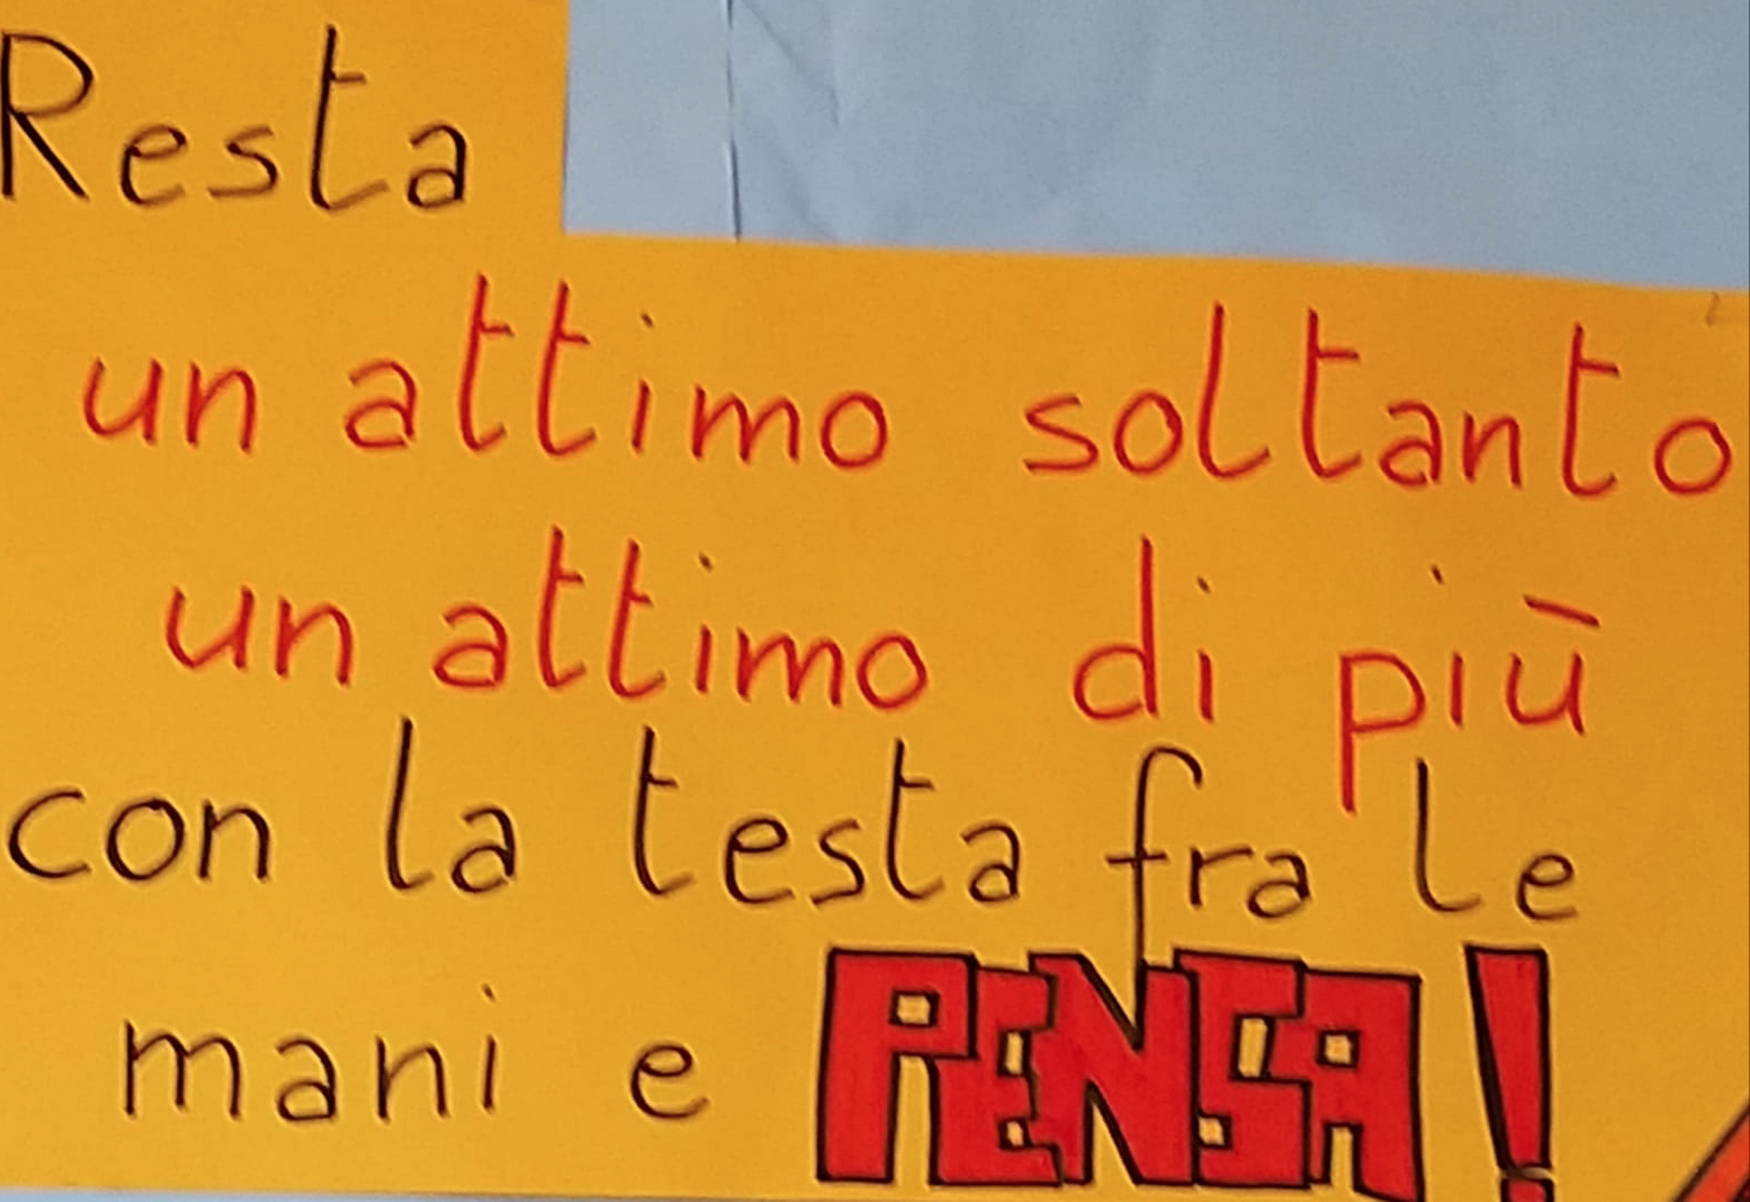 Resta
un attimo soltanto
un attimo di più
con la testa fra le
mani e PENSA!